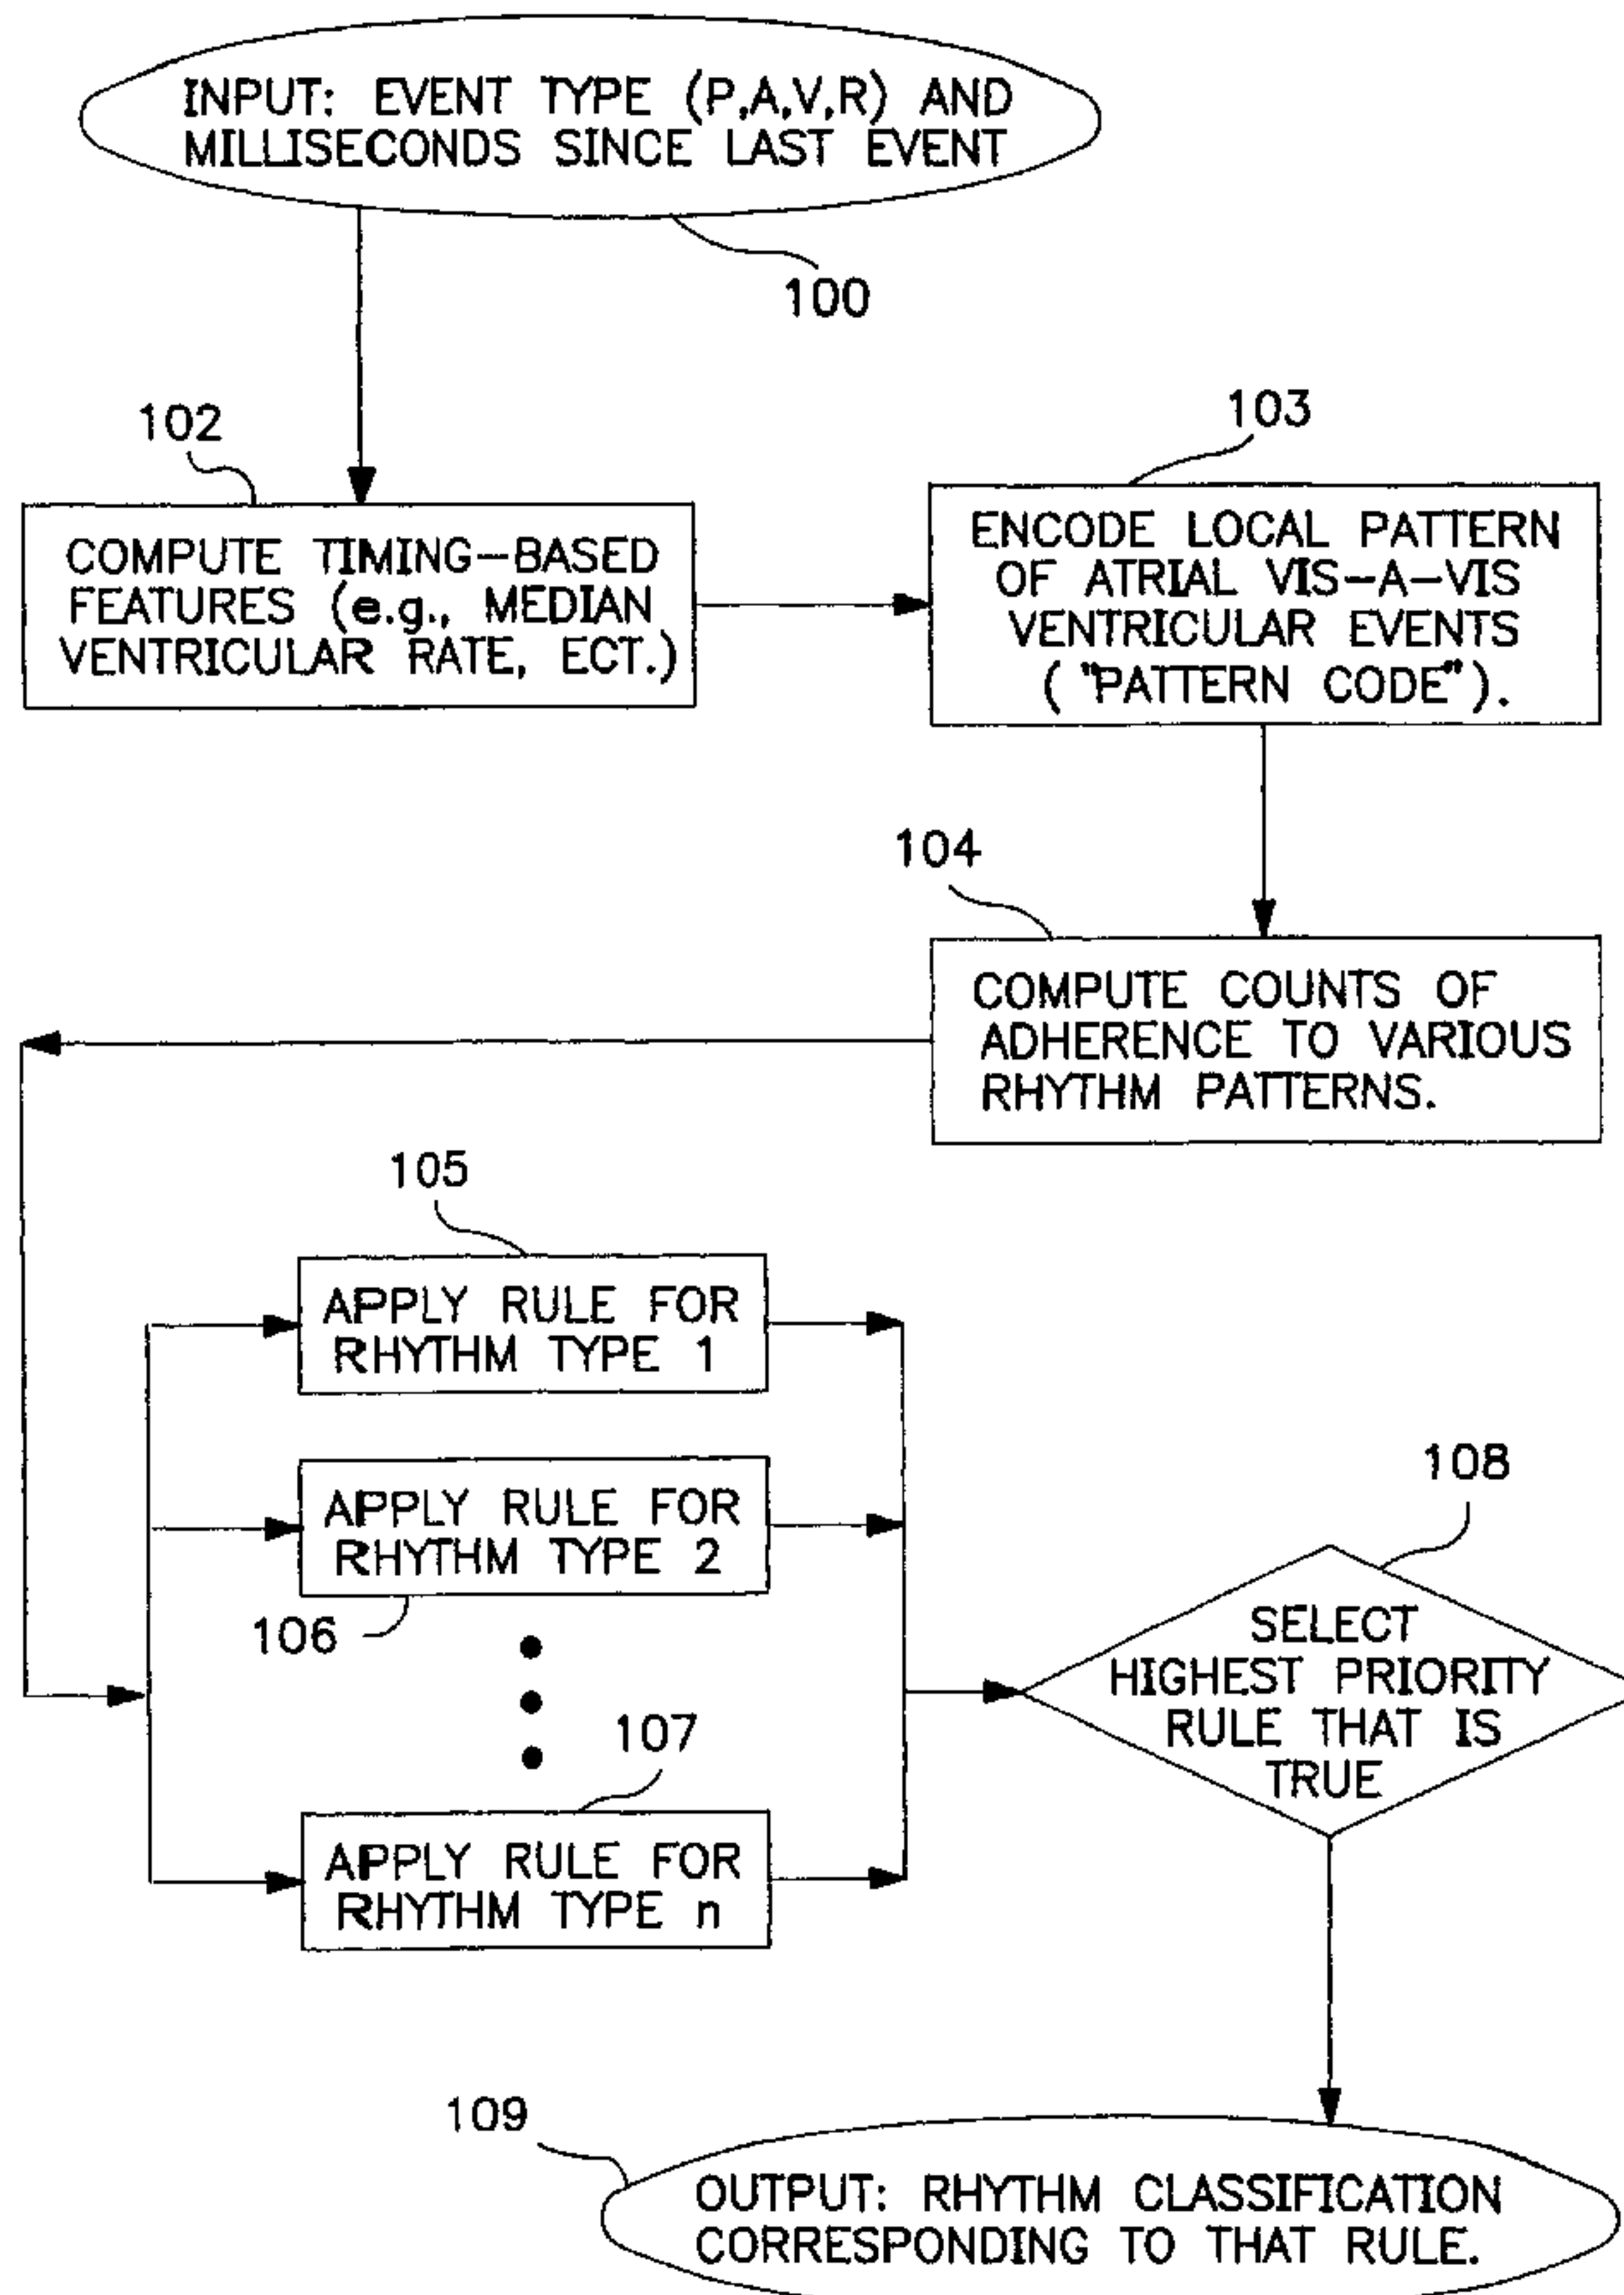 INPUT: EVENT TYPE (P,A,V,R) AND
MILLISECONDS SINCE LAST EVENT
100
102
COMPUTE TIMING-BASED
FEATURES (e.g., MEDIAN
VENTRICULAR RATE, ECT.)
103
ENCODE LOCAL PATTERN
OF ATRIAL VIS-A-VIS
VENTRICULAR EVENTS
("PATTERN CODE").
104
COMPUTE COUNTS OF
ADHERENCE TO VARIOUS
RHYTHM PATTERNS.
105
APPLY RULE FOR
RHYTHM TYPE 1
APPLY RULE FOR
RHYTHM TYPE 2
106
107
APPLY RULE FOR
RHYTHM TYPE n
108
SELECT
HIGHEST PRIORITY
RULE THAT IS
TRUE
109
OUTPUT: RHYTHM CLASSIFICATION
CORRESPONDING TO THAT RULE.